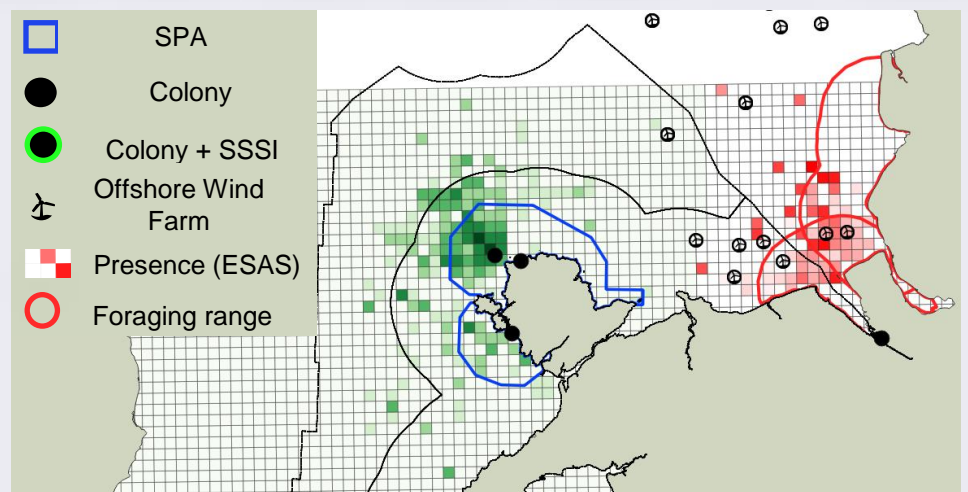 SPA
Colony
Colony + SSSI
Offshore Wind
Farm
Presence (ESAS)
Foraging range